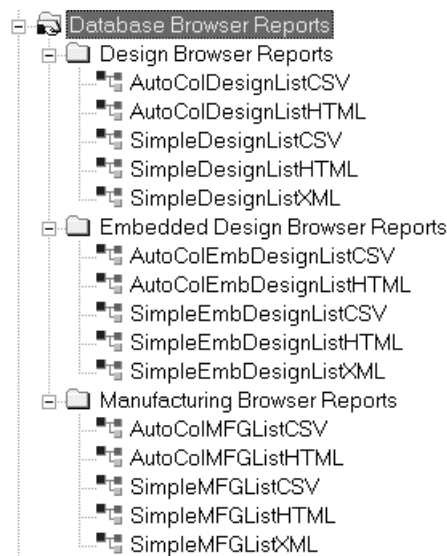 Database Browser Reports
Design Browser Reports
AutoColDesignListCSV
AutoColDesignListHTML
SimpleDesignListCSV
SimpleDesignListHTML
SimpleDesignListXML
Embedded Design Browser Reports
AutoColEmbDesignListCSV
AutoColEmbDesignListHTML
SimpleEmbDesignListCSV
SimpleEmbDesignListHTML
SimpleEmbDesignListXML
Manufacturing Browser Reports
AutoColMFGListCSV
AutoColMFGListHTML
SimpleMFGListCSV
SimpleMFGListHTML
SimpleMFGListXML